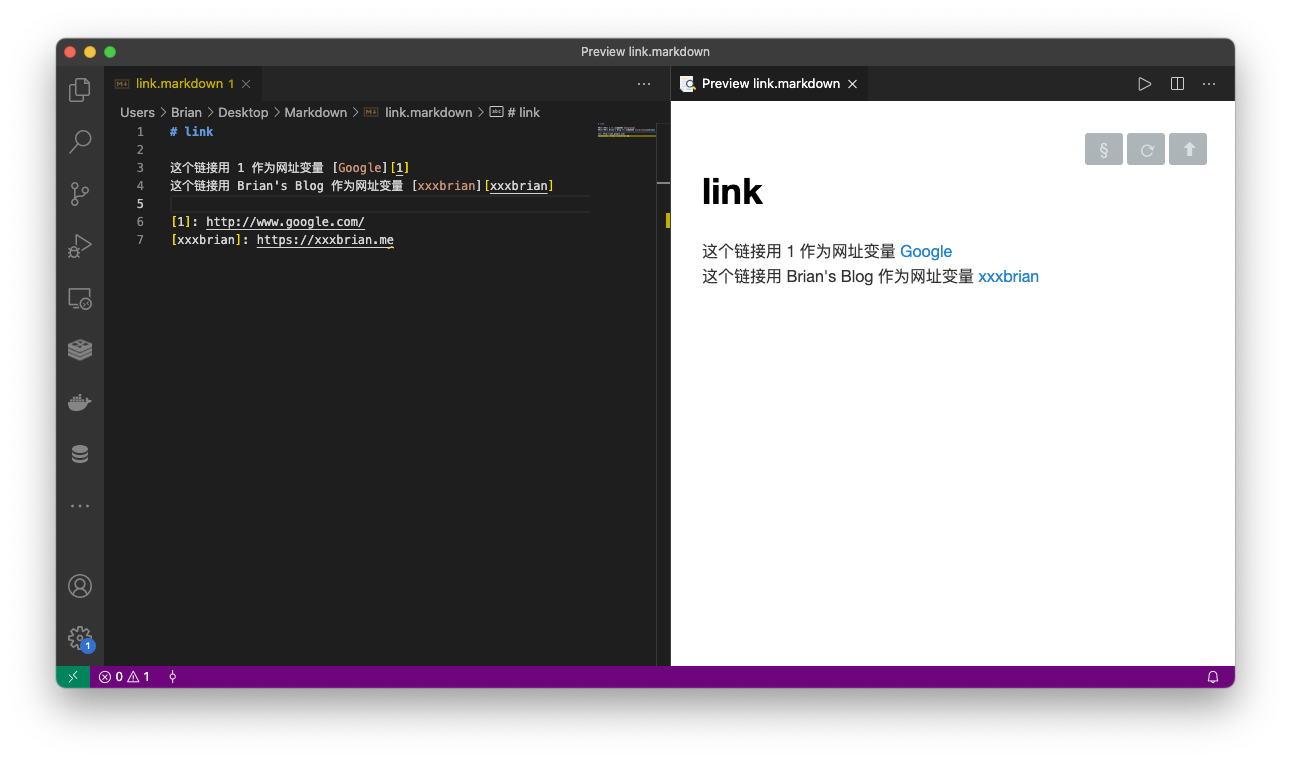 Preview link.markdown
link.markdown 1
Preview link.markdown
Users > Brian > Desktop > Markdown > link.markdown > # link
1 # link
2
3 这个链接用 1 作为网址变量 [Google][1]
4 这个链接用 Brian's Blog 作为网址变量 [xxxbrian][xxxbrian]
5
6 [1]: http://www.google.com/
7 [xxxbrian]: https://xxxbrian.me
§
link
这个链接用 1 作为网址变量 Google
这个链接用 Brian's Blog 作为网址变量 xxxbrian
1
0 1